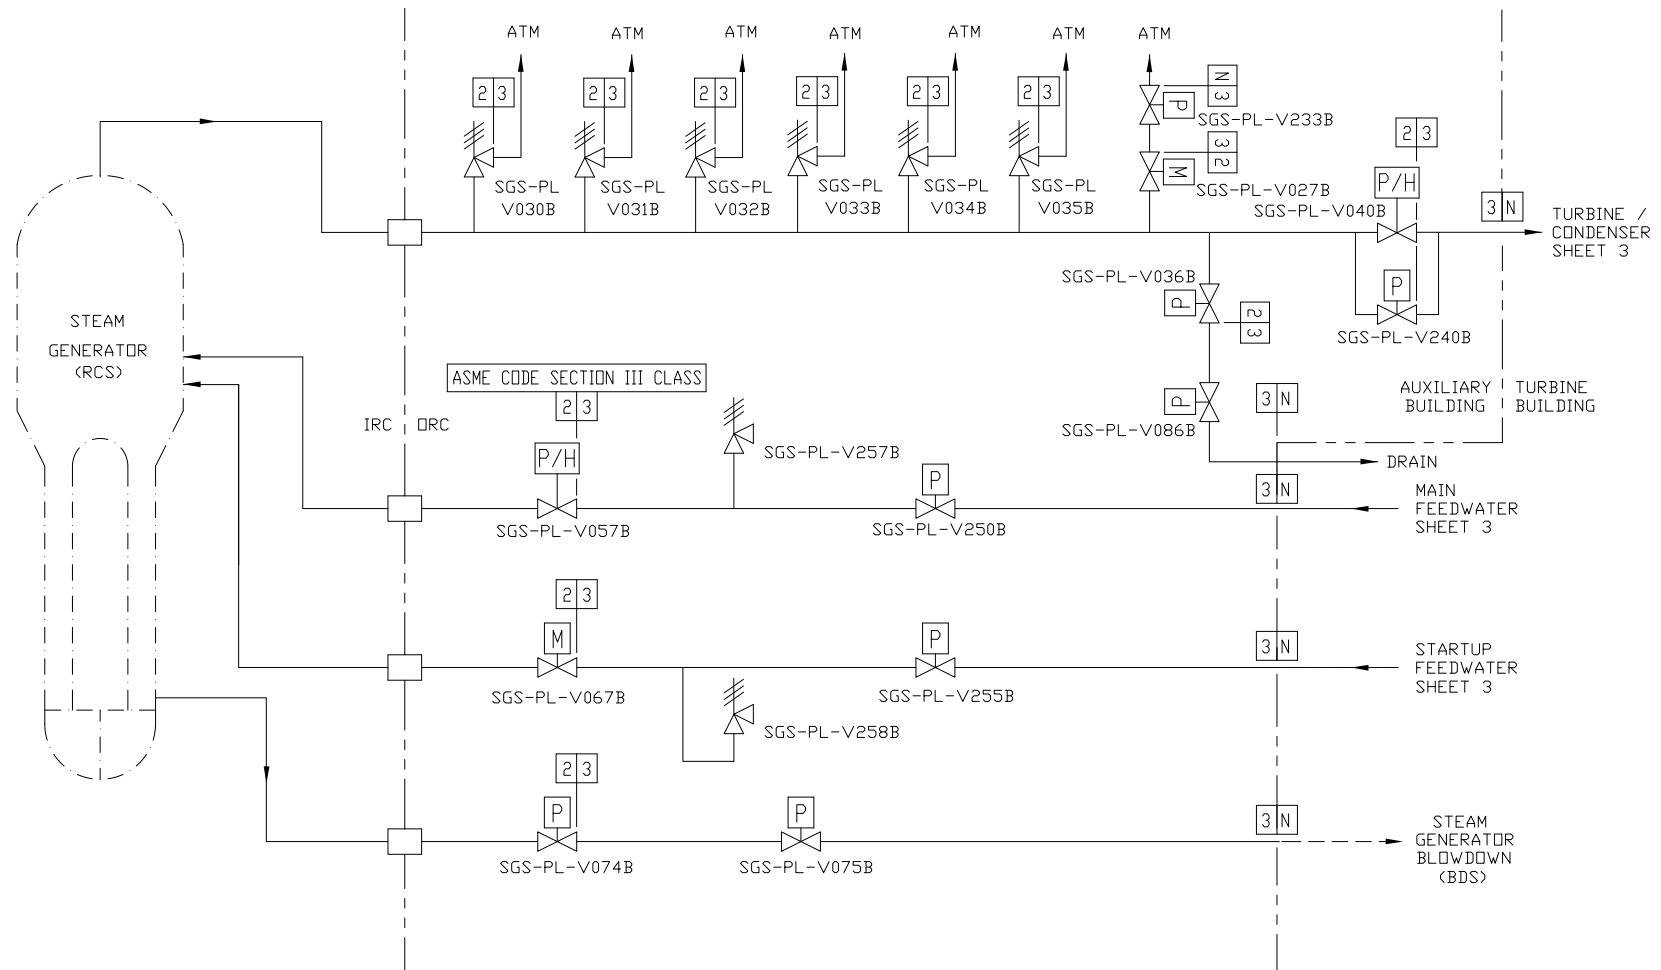 ATM
ATM
ATM
ATM
ATM
ATM
ATM
2 3
2 3
2 3
2 3
2 3
2 3
N 3
P
SGS-PL-V233B
3 2
M
SGS-PL-V027B
SGS-PL
V030B
SGS-PL
V031B
SGS-PL
V032B
SGS-PL
V033B
SGS-PL
V034B
SGS-PL
V035B
2 3
P/H
SGS-PL-V040B
3 N
TURBINE /
CONDENSER
SHEET 3
P
SGS-PL-V240B
SGS-PL-V036B
P
2 3
P
SGS-PL-V086B
DRAIN
STEAM
GENERATOR
(RCS)
IRC
ORC
ASME CODE SECTION III CLASS
2 3
P/H
SGS-PL-V057B
SGS-PL-V257B
P
SGS-PL-V250B
3 N
3 N
AUXILIARY
BUILDING
TURBINE
BUILDING
MAIN
FEEDWATER
SHEET 3
2 3
M
SGS-PL-V067B
SGS-PL-V258B
P
SGS-PL-V255B
3 N
STARTUP
FEEDWATER
SHEET 3
2 3
P
SGS-PL-V074B
P
SGS-PL-V075B
3 N
STEAM
GENERATOR
BLOWDOWN
(BDS)